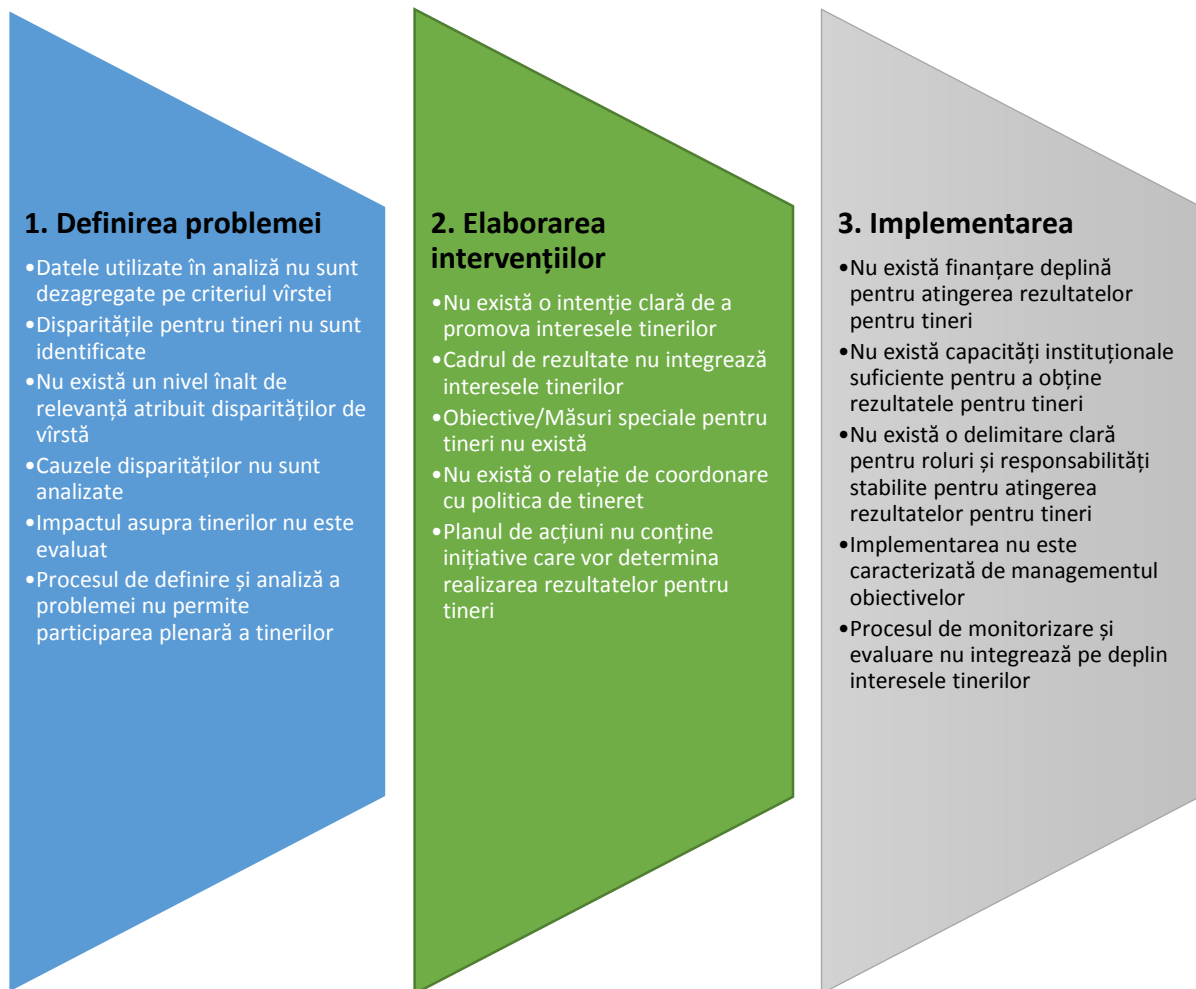 1. Definirea problemei
•Datele utilizate în analiză nu sunt
dezagregate pe criteriul vîrstei
•Disparitățile pentru tineri nu sunt
identificate
•Nu există un nivel înalt de
relevanță atribuit disparităților de
vîrstă
•Cauzele disparităților nu sunt
analizate
•Impactul asupra tinerilor nu este
evaluat
•Procesul de definire și analiză a
problemei nu permite
participarea plenară a tinerilor
2. Elaborarea
intervențiilor
•Nu există o intenție clară de a
promova interesele tinerilor
•Cadrul de rezultate nu integrează
interesele tinerilor
•Obiective/Măsuri speciale pentru
tineri nu există
•Nu există o relație de coordonare
cu politica de tineret
•Planul de acțiuni nu conține
inițiative care vor determina
realizarea rezultatelor pentru
tineri
3. Implementarea
•Nu există finanțare deplină
pentru atingerea rezultatelor
pentru tineri
•Nu există capacități instituționale
suficiente pentru a obține
rezultatele pentru tineri
•Nu există o delimitare clară
pentru roluri și responsabilități
stabilite pentru atingerea
rezultatelor pentru tineri
•Implementarea nu este
caracterizată de managementul
obiectivelor
•Procesul de monitorizare și
evaluare nu integrează pe deplin
interesele tinerilor